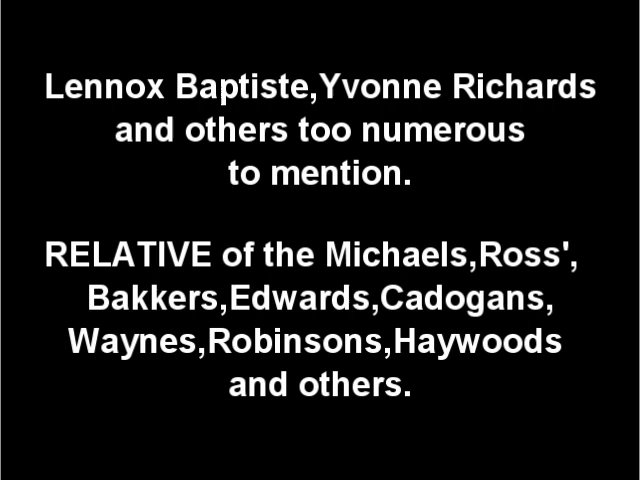 Lennox Baptiste,Yvonne Richards
and others too numerous
to mention.
RELATIVE of the Michaels,Ross',
Bakkers,Edwards,Cadogans,
Waynes,Robinsons,Haywoods
and others.